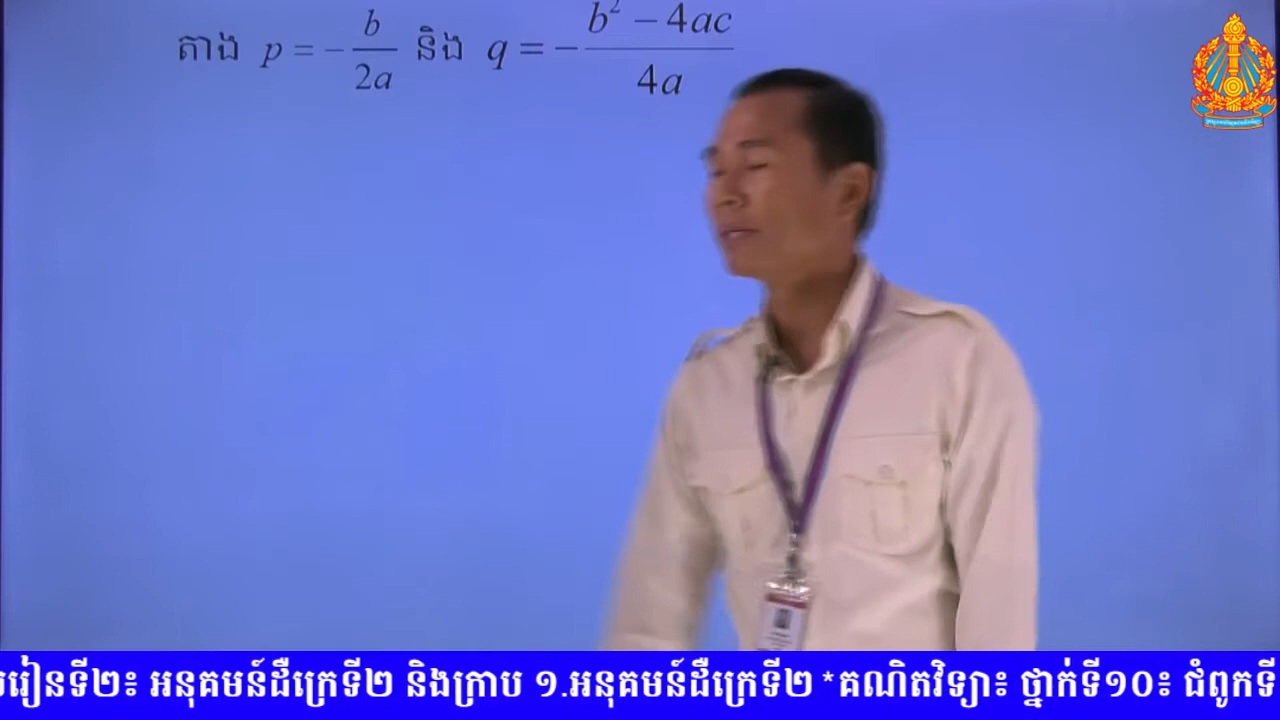 តាង p = - b/2a និង q = - b² - 4ac/4a
រៀនទី២៖ អនុគមន៍ដឺក្រេទី២ និងក្រាប ១.អនុគមន៍ដឺក្រេទី២ *គណិតវិទ្យា៖ ថ្នាក់ទី១០៖ ជំពូកទី